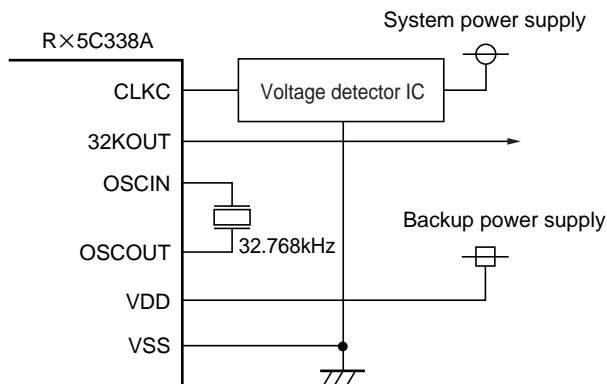 System power supply
R×5C338A
CLKC
Voltage detector IC
32KOUT
OSCIN
Backup power supply
OSCOUT
32.768kHz
VDD
VSS